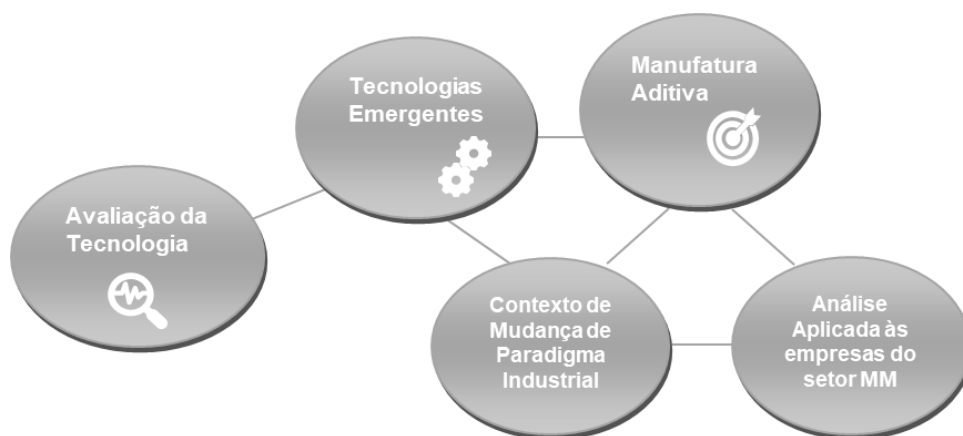 Tecnologias
Emergentes
Manufatura
Aditiva
Avaliação da
Tecnologia
Contexto de
Mudança de
Paradigma
Industrial
Análise
Aplicada às
empresas do
setor MM